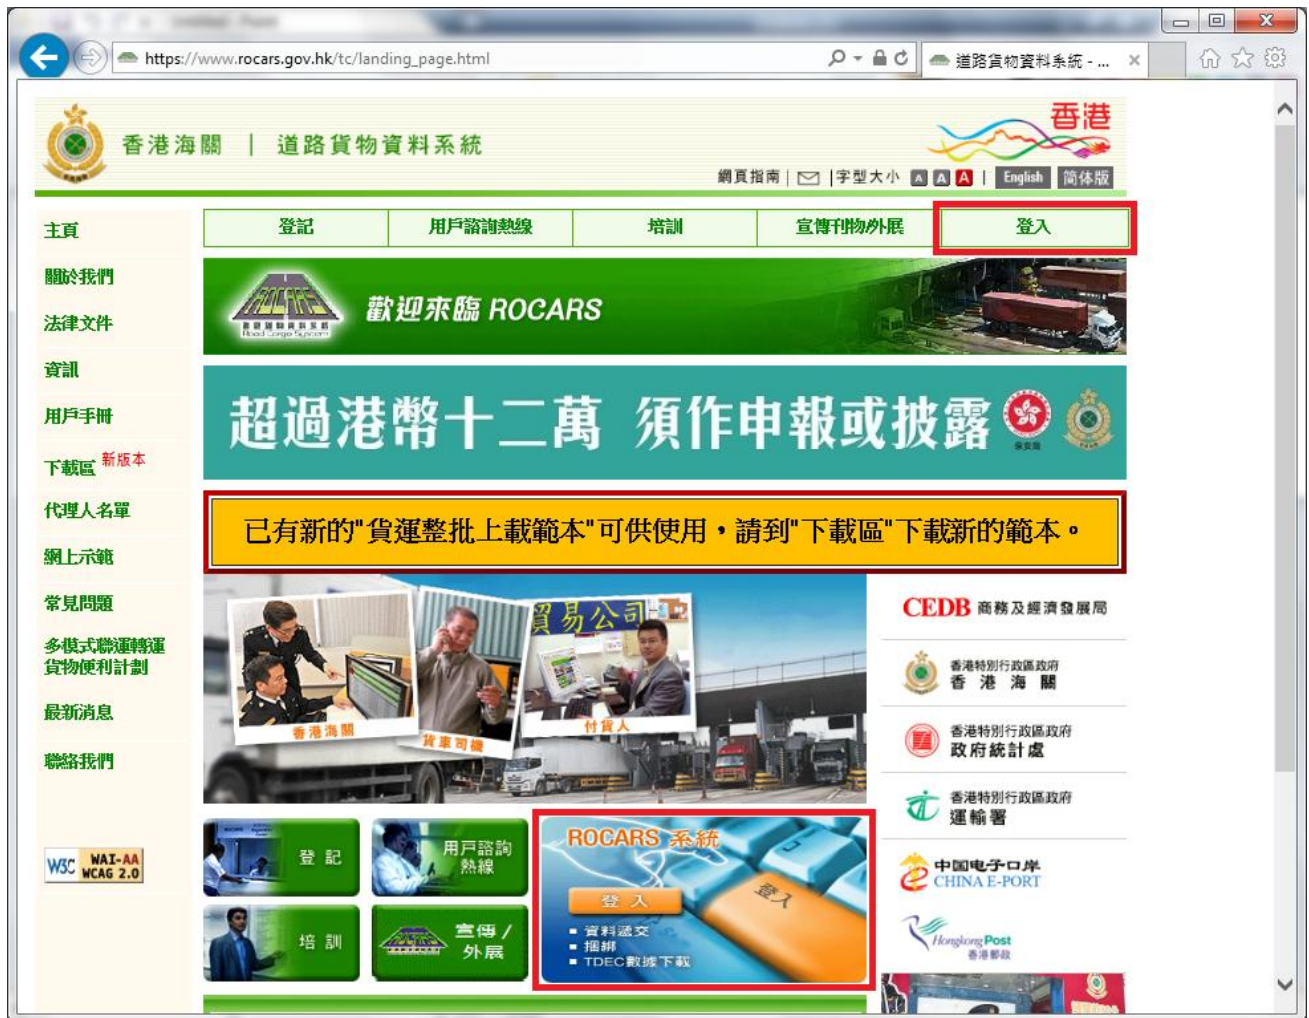 https://www.rocars.gov.hk/tc/landing_page.html
道路貨物資料系統 - ...
香港海關 | 道路貨物資料系統
香港
網頁指南 | | 字型大小 A A A | English 简体版
主頁
關於我們
法律文件
資訊
用戶手冊
下載區 新版本
代理人名單
網上示範
常見問題
多模式聯運轉運
貨物便利計劃
最新消息
聯絡我們
W3C WAI-AA
WCAG 2.0
登記 用戶諮詢熱線 培訓 宣傳刊物/外展 登入
ROCARS
Road Cargo System
歡迎來臨 ROCARS
超過港幣十二萬 須作申報或披露
保安局
已有新的"貨運整批上載範本"可供使用，請到"下載區"下載新的範本。
貿易公司
香港海關
貨車司機
付貨人
登記
用戶諮詢
熱線
培訓
宣傳 /
外展
ROCARS 系統
登入
登入
資料遞交
捆綁
TDEC數據下載
CEDB 商務及經濟發展局
香港特別行政區政府
香港海關
香港特別行政區政府
政府統計處
香港特別行政區政府
運輸署
中国电子口岸
CHINA E-PORT
Hongkong Post
香港郵政